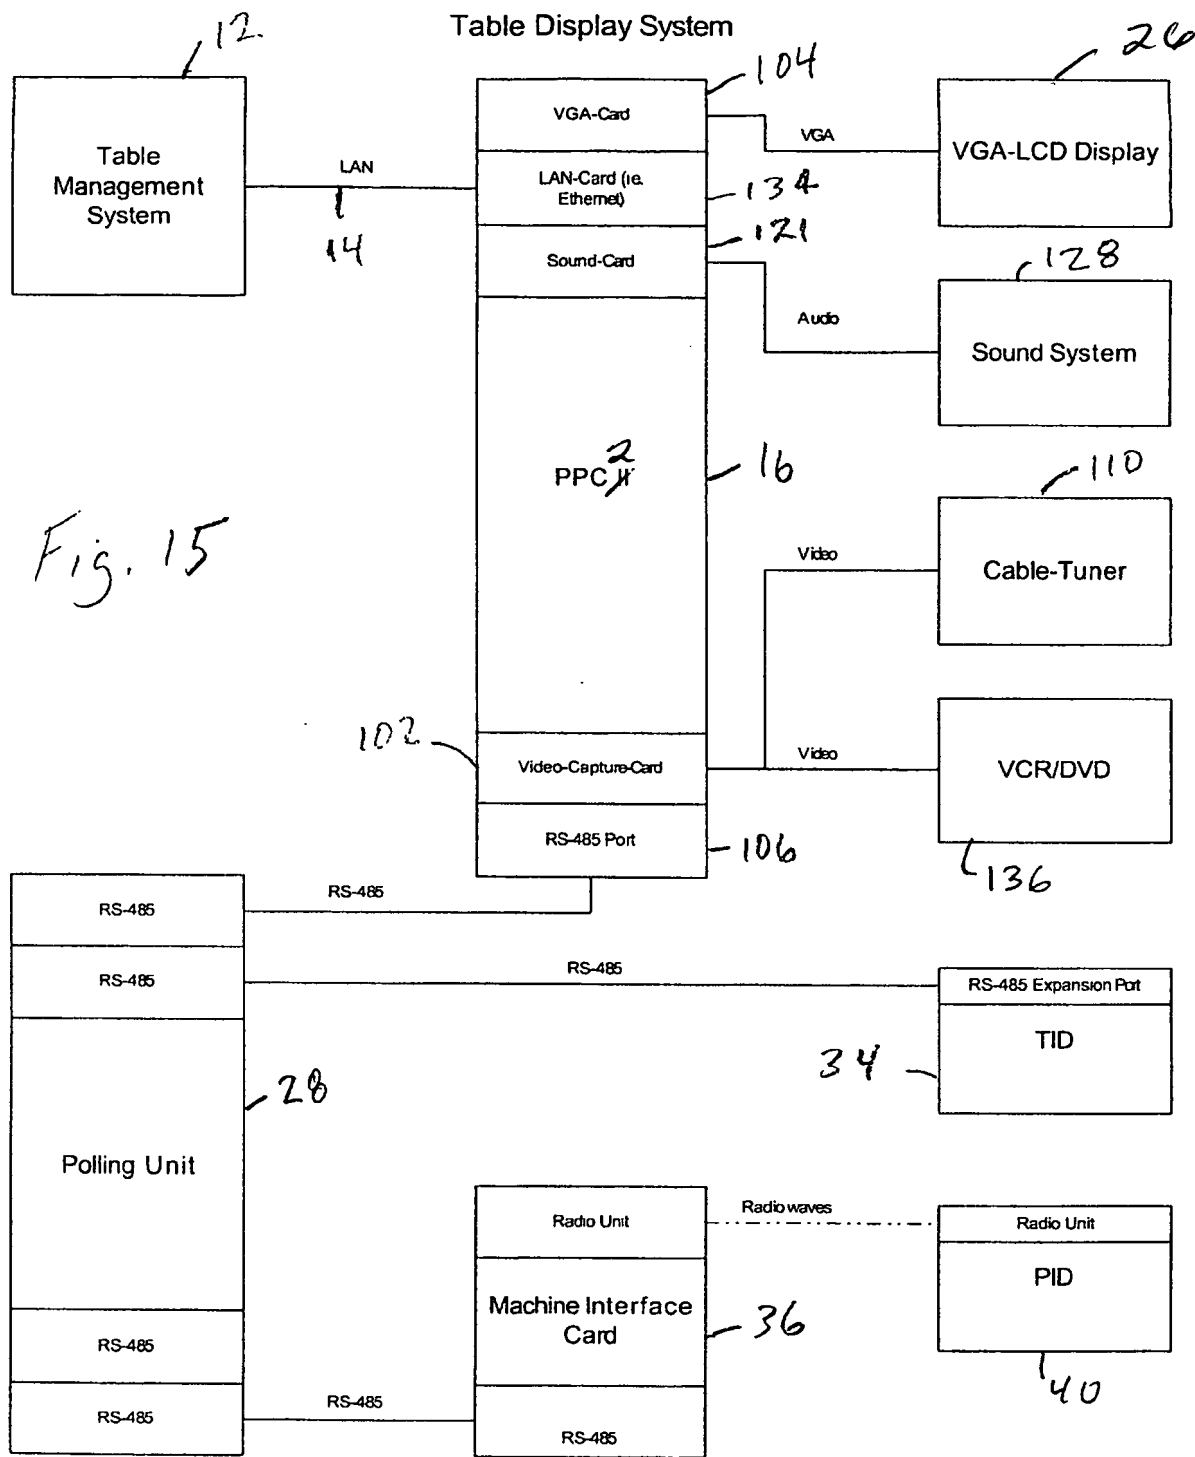 Table Display System
12
104
26
VGA-Card
VGA
Table
Management
System
VGA-LCD Display
LAN
LAN-Card (ie.
Ethernet)
134
14
121
Sound-Card
128
Audio
Sound System
PPC 2
16
110
Fig. 15
Video
Cable-Tuner
102
Video-Capture-Card
Video
VCR/DVD
RS-485 Port
106
136
RS-485
RS-485
RS-485
RS-485
RS-485 Expansion Port
TID
34
28
Polling Unit
Radio Unit
Radio waves
Radio Unit
PID
Machine Interface
Card
36
RS-485
40
RS-485
RS-485
RS-485